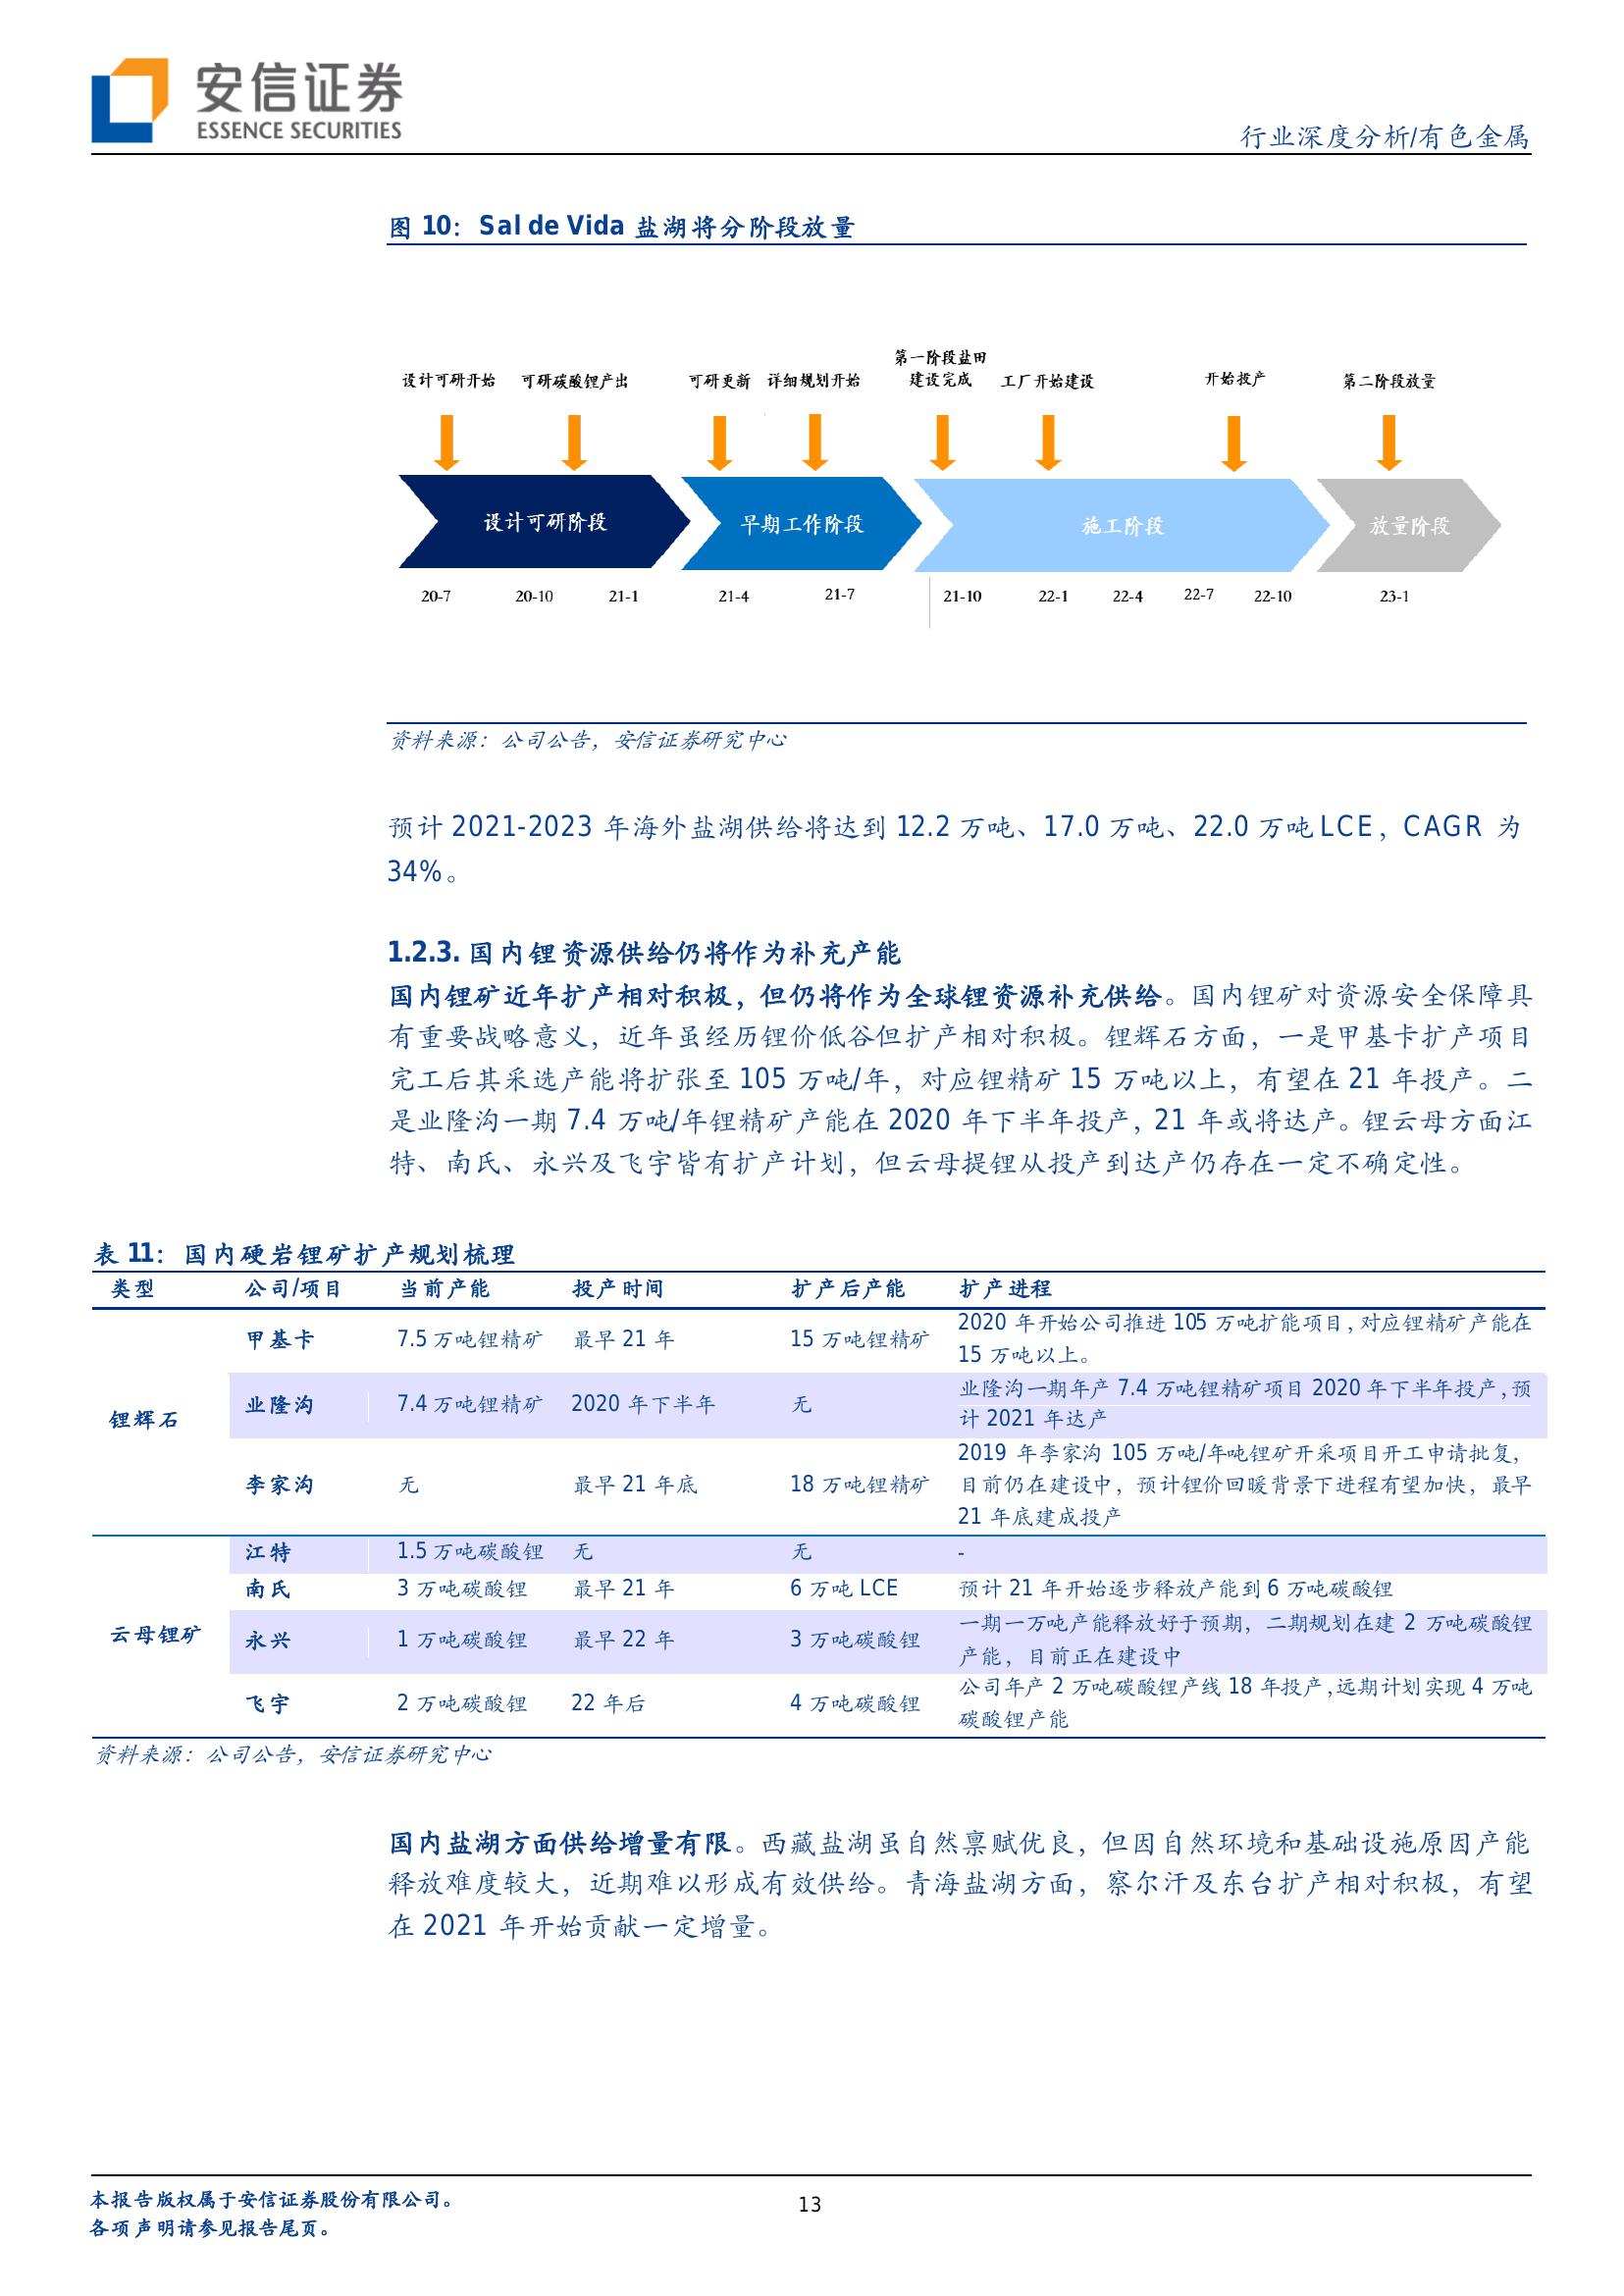 安信证券
ESSENCE SECURITIES
行业深度分析/有色金属
图 10：Sal de Vida 盐湖将分阶段放量
设计可研开始
可研碳酸锂产出
可研更新
详细规划开始
第一阶段盐田
建设完成
工厂开始建设
开始投产
第二阶段放量
设计可研阶段
早期工作阶段
施工阶段
放量阶段
20-7
20-10
21-1
21-4
21-7
21-10
22-1
22-4
22-7
22-10
23-1
资料来源：公司公告，安信证券研究中心
预计 2021-2023 年海外盐湖供给将达到 12.2 万吨、17.0 万吨、22.0 万吨 LCE，CAGR 为
34%。
1.2.3. 国内锂资源供给仍将作为补充产能
国内锂矿近年扩产相对积极，但仍将作为全球锂资源补充供给。国内锂矿对资源安全保障具
有重要战略意义，近年虽经历锂价低谷但扩产相对积极。锂辉石方面，一是甲基卡扩产项目
完工后其采选产能将扩张至 105 万吨/年，对应锂精矿 15 万吨以上，有望在 21 年投产。二
是业隆沟一期 7.4 万吨/年锂精矿产能在 2020 年下半年投产，21 年或将达产。锂云母方面江
特、南氏、永兴及飞宇皆有扩产计划，但云母提锂从投产到达产仍存在一定不确定性。
表 11：国内硬岩锂矿扩产规划梳理
类型 公司/项目 当前产能 投产时间 扩产后产能 扩产进程
锂辉石
甲基卡 7.5 万吨锂精矿 最早 21 年 15 万吨锂精矿 2020 年开始公司推进 105 万吨扩能项目，对应锂精矿产能在
15 万吨以上。
业隆沟 7.4 万吨锂精矿 2020 年下半年 无 业隆沟一期年产 7.4 万吨锂精矿项目 2020 年下半年投产，预
计 2021 年达产
李家沟 无 最早 21 年底 18 万吨锂精矿 2019 年李家沟 105 万吨/年吨锂矿开采项目开工申请批复，
目前仍在建设中，预计锂价回暖背景下进程有望加快，最早
21 年底建成投产
云母锂矿
江特 1.5 万吨碳酸锂 无 无 -
南氏 3 万吨碳酸锂 最早 21 年 6 万吨 LCE 预计 21 年开始逐步释放产能到 6 万吨碳酸锂
永兴 1 万吨碳酸锂 最早 22 年 3 万吨碳酸锂 一期一万吨产能释放好于预期，二期规划在建 2 万吨碳酸锂
产能，目前正在建设中
飞宇 2 万吨碳酸锂 22 年后 4 万吨碳酸锂 公司年产 2 万吨碳酸锂产线 18 年投产，远期计划实现 4 万吨
碳酸锂产能
资料来源：公司公告，安信证券研究中心
国内盐湖方面供给增量有限。西藏盐湖虽自然禀赋优良，但因自然环境和基础设施原因产能
释放难度较大，近期难以形成有效供给。青海盐湖方面，察尔汗及东台扩产相对积极，有望
在 2021 年开始贡献一定增量。
本报告版权属于安信证券股份有限公司。
各项声明请参见报告尾页。
13